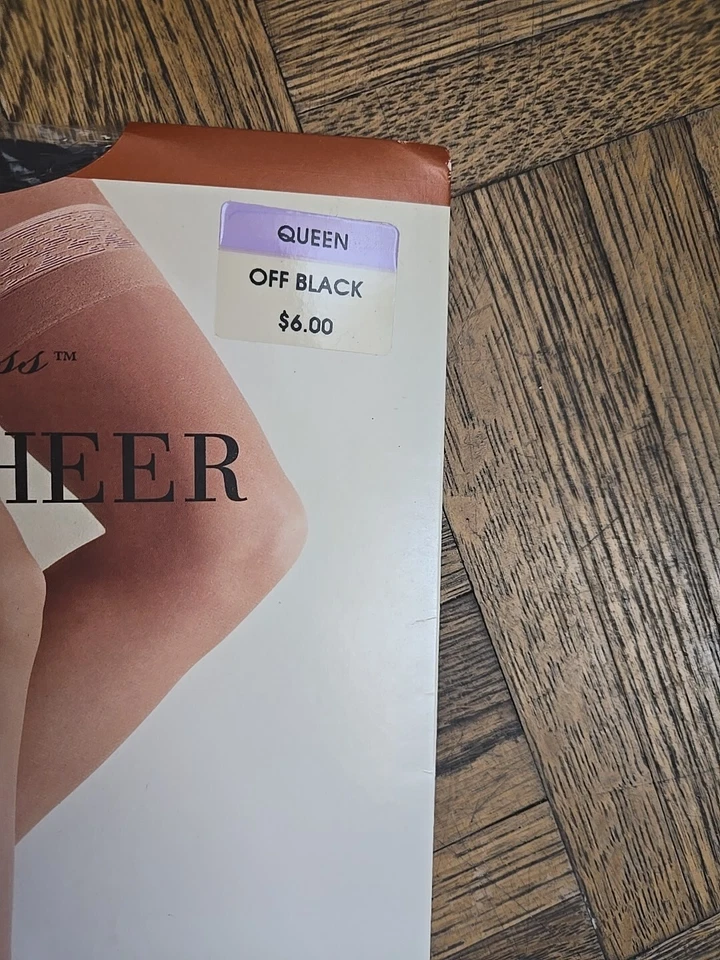 QUEEN
OFF BLACK
$6.00
ss™
HEER